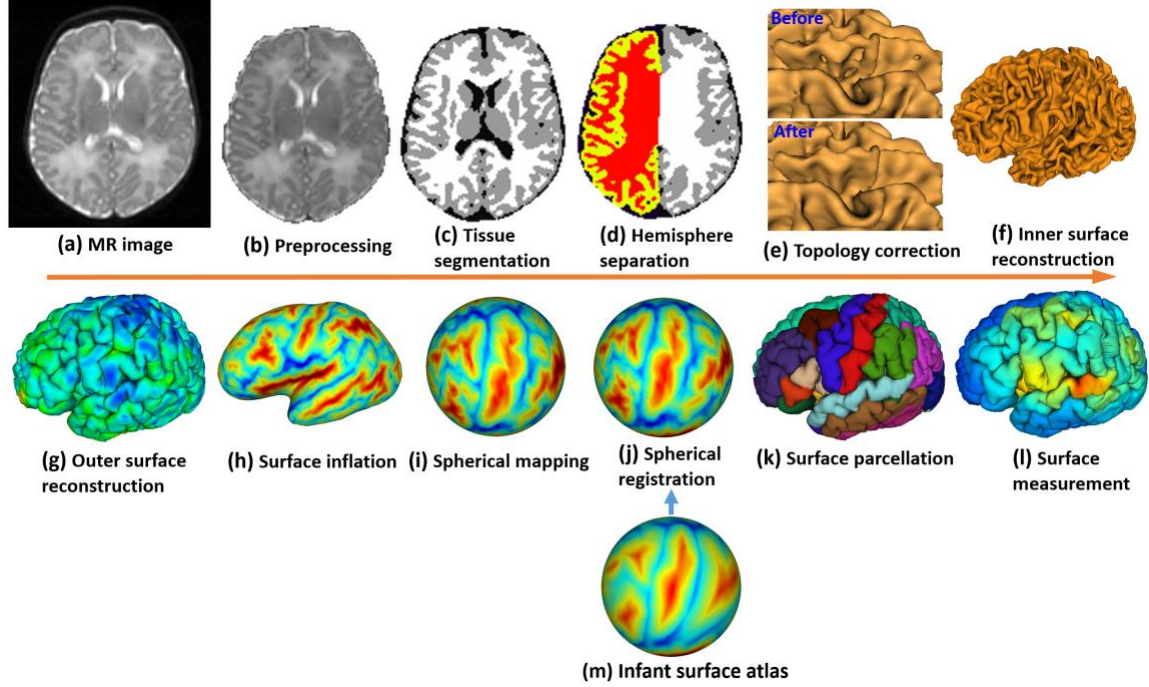 Before
After
(a) MR image
(b) Preprocessing
(c) Tissue
segmentation
(d) Hemisphere
separation
(e) Topology correction
(f) Inner surface
reconstruction
(g) Outer surface
reconstruction
(h) Surface inflation
(i) Spherical mapping
(j) Spherical
registration
(k) Surface parcellation
(l) Surface
measurement
(m) Infant surface atlas